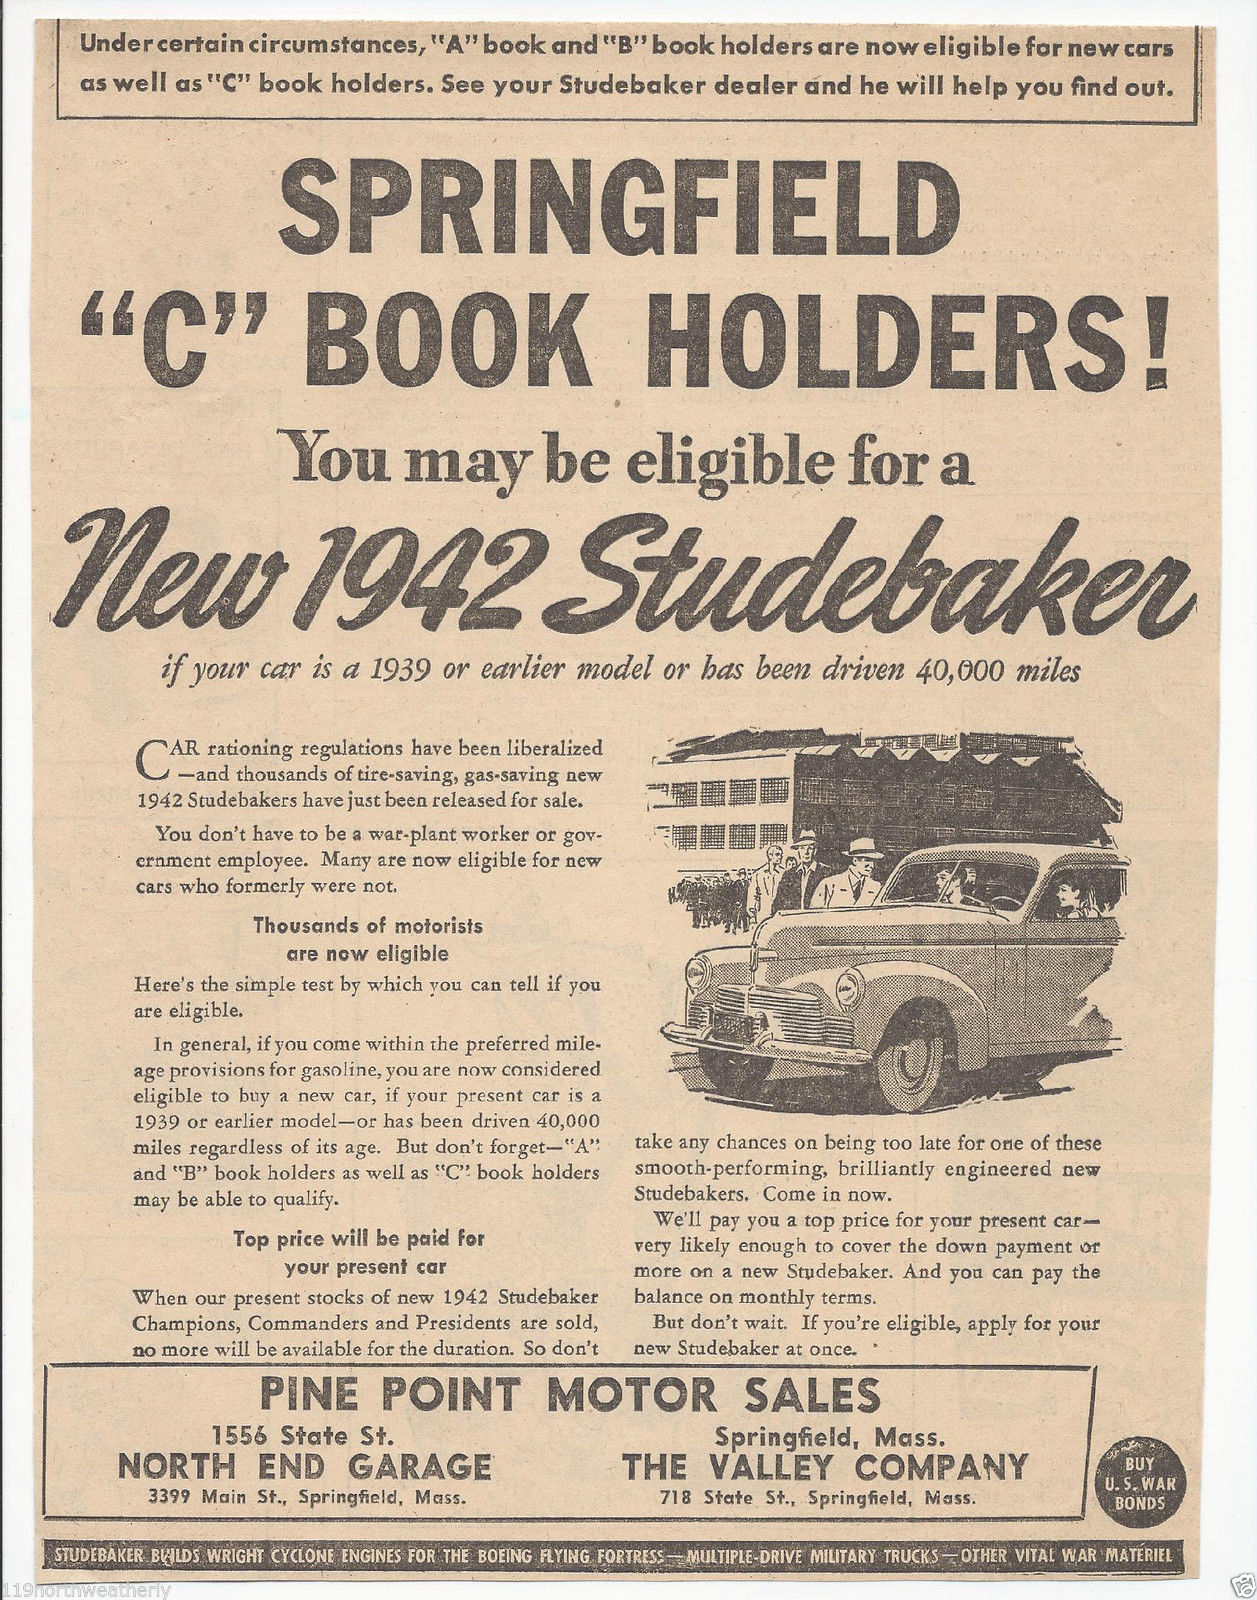 Under certain circumstances, "A" book and "B" book holders are now eligible for new cars
as well as "C" book holders. See your Studebaker dealer and he will help you find out.
SPRINGFIELD
"C" BOOK HOLDERS!
You may be eligible for a
New 1942 Studebaker
if your car is a 1939 or earlier model or has been driven 40,000 miles
CAR rationing regulations have been liberalized
—and thousands of tire-saving, gas-saving new
1942 Studebakers have just been released for sale.
You don't have to be a war-plant worker or gov-
ernment employee. Many are now eligible for new
cars who formerly were not.
Thousands of motorists
are now eligible
Here's the simple test by which you can tell if you
are eligible.
In general, if you come within the preferred mile-
age provisions for gasoline, you are now considered
eligible to buy a new car, if your present car is a
1939 or earlier model—or has been driven 40,000
miles regardless of its age. But don't forget—"A"
and "B" book holders as well as "C" book holders
may be able to qualify.
Top price will be paid for
your present car
When our present stocks of new 1942 Studebaker
Champions, Commanders and Presidents are sold,
no more will be available for the duration. So don't
take any chances on being too late for one of these
smooth-performing, brilliantly engineered new
Studebakers. Come in now.
We'll pay you a top price for your present car—
very likely enough to cover the down payment or
more on a new Studebaker. And you can pay the
balance on monthly terms.
But don't wait. If you're eligible, apply for your
new Studebaker at once.
PINE POINT MOTOR SALES
1556 State St. Springfield, Mass.
NORTH END GARAGE
3399 Main St., Springfield, Mass.
THE VALLEY COMPANY
718 State St., Springfield, Mass.
BUY
U.S. WAR
BONDS
STUDEBAKER BUILDS WRIGHT CYCLONE ENGINES FOR THE BOEING FLYING FORTRESS—MULTIPLE-DRIVE MILITARY TRUCKS—OTHER VITAL WAR MATERIEL
119northweatherly